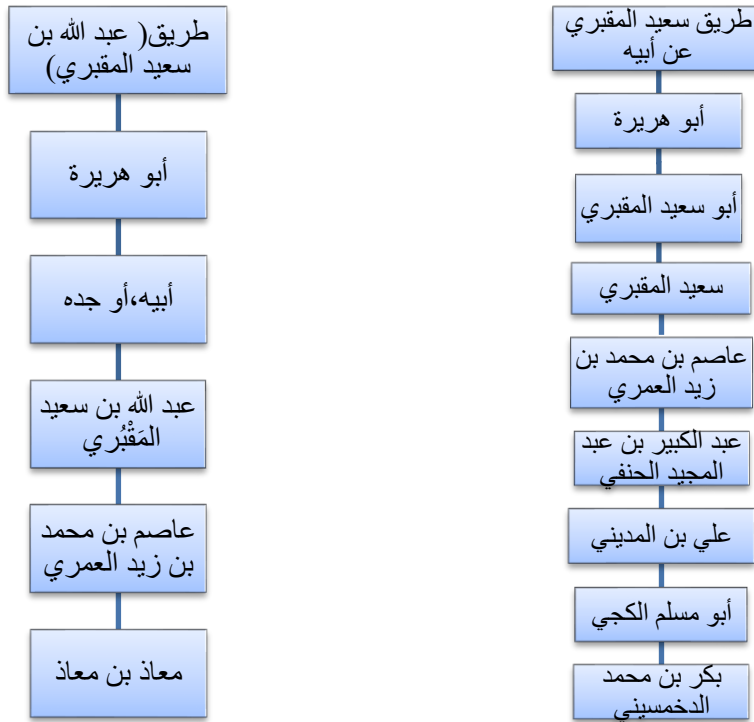 طريق سعيد المقبري
عن أبيه
أبو هريرة
أبو سعيد المقبري
سعيد المقبري
عاصم بن محمد بن
زيد العمري
عبد الكبير بن عبد
المجيد الحنفي
علي بن المديني
أبو مسلم الكجي
بكر بن محمد
الدخمسيني
طريق( عبد الله بن
سعيد المقبري)
أبو هريرة
أبيه،أو جده
عبد الله بن سعيد
المَقْبُري
عاصم بن محمد
بن زيد العمري
معاذ بن معاذ